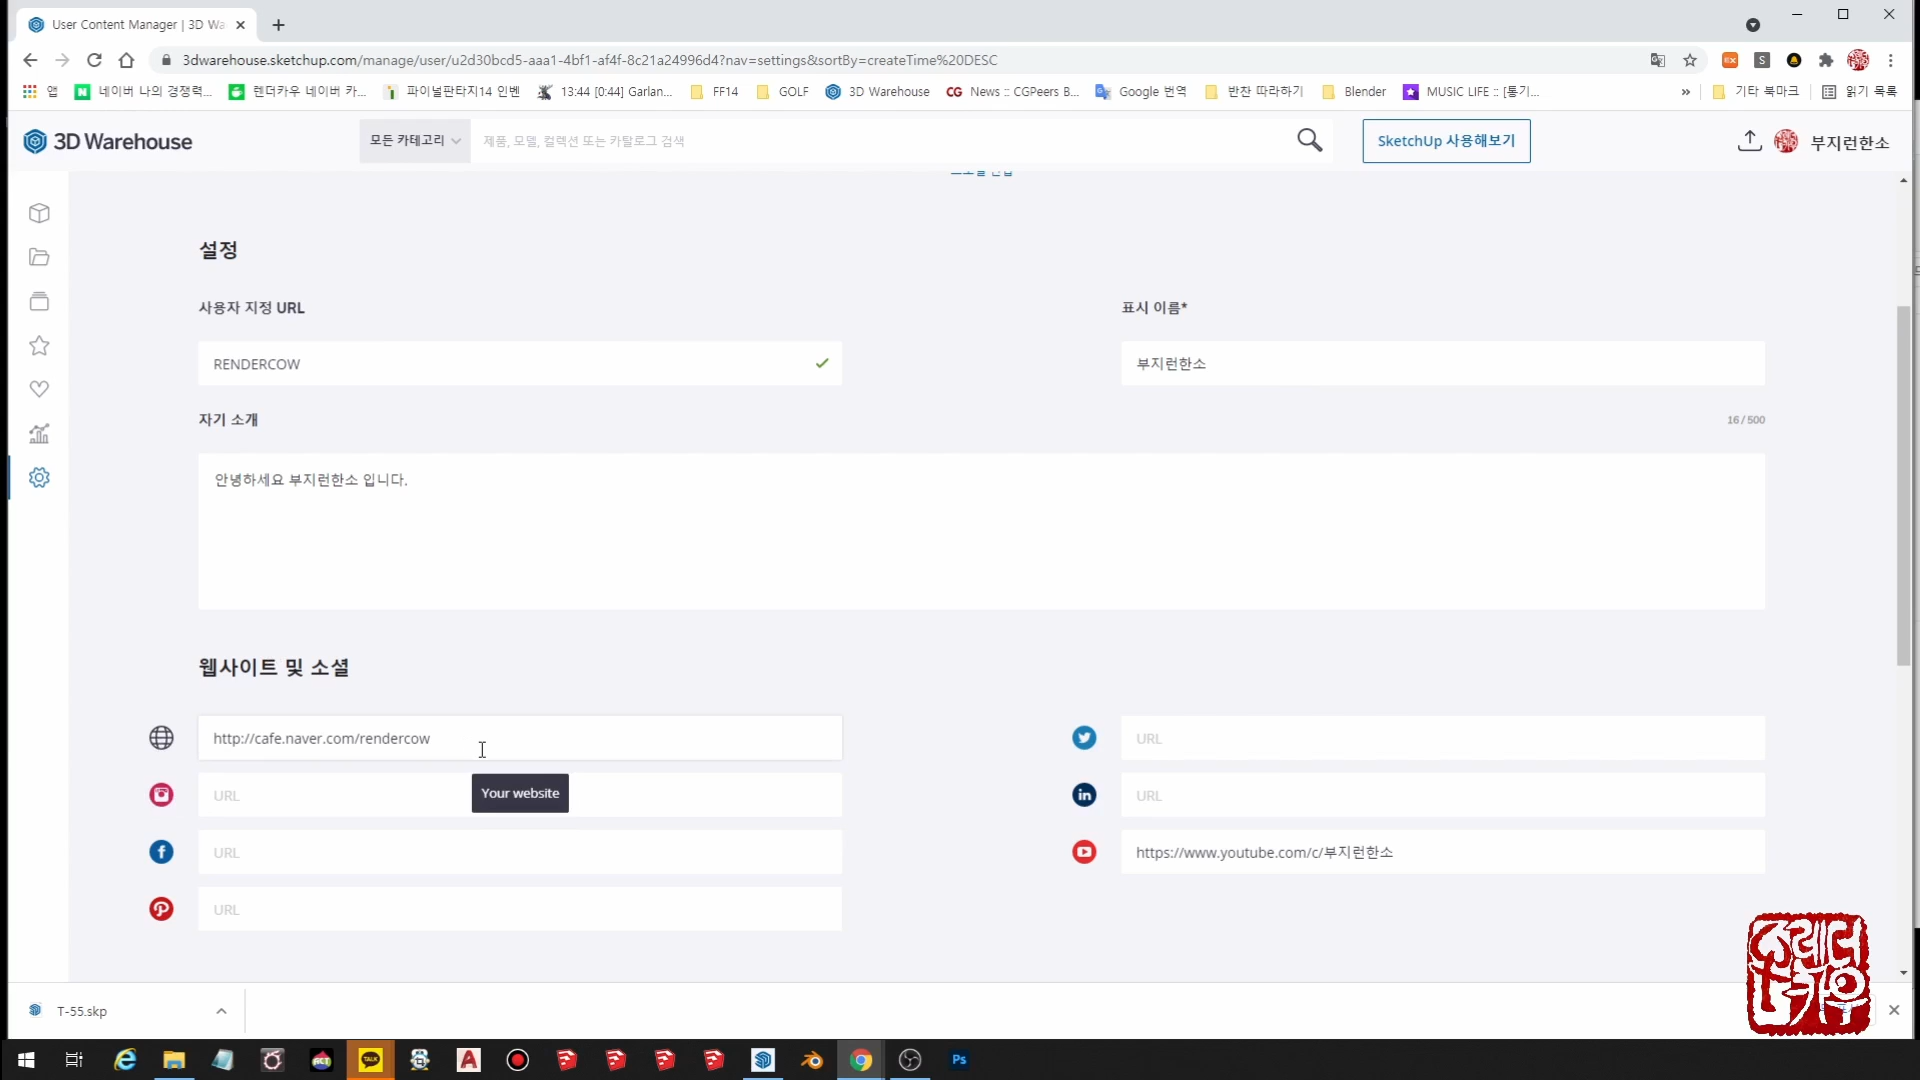 User Content Manager | 3D Wa
3dwarehouse.sketchup.com/manage/user/u2d30bcd5-aaa1-4bf1-af4f-8c21a24996d4?nav=settings&sortBy=createTime%20DESC
앱 네이버 나의 경쟁력... 렌더카우 네이버 카... 파이널판타지14 인벤 13:44 [0:44] Garlan... FF14 GOLF 3D Warehouse CG News :: CGPeers B... Google 번역 반찬 따라하기 Blender MUSIC LIFE :: [통기... » 기타 북마크 읽기 목록
3D Warehouse 모든 카테고리 제품, 모델, 컬렉션 또는 카탈로그 검색 SketchUp 사용해보기 부지런한소
설정
사용자 지정 URL 표시 이름*
RENDERCOW 부지런한소
자기 소개 16 / 500
안녕하세요 부지런한소 입니다.
웹사이트 및 소셜
http://cafe.naver.com/rendercow URL
URL Your website URL
URL https://www.youtube.com/c/부지런한소
URL
렌더카우
T-55.skp
TALK Ps